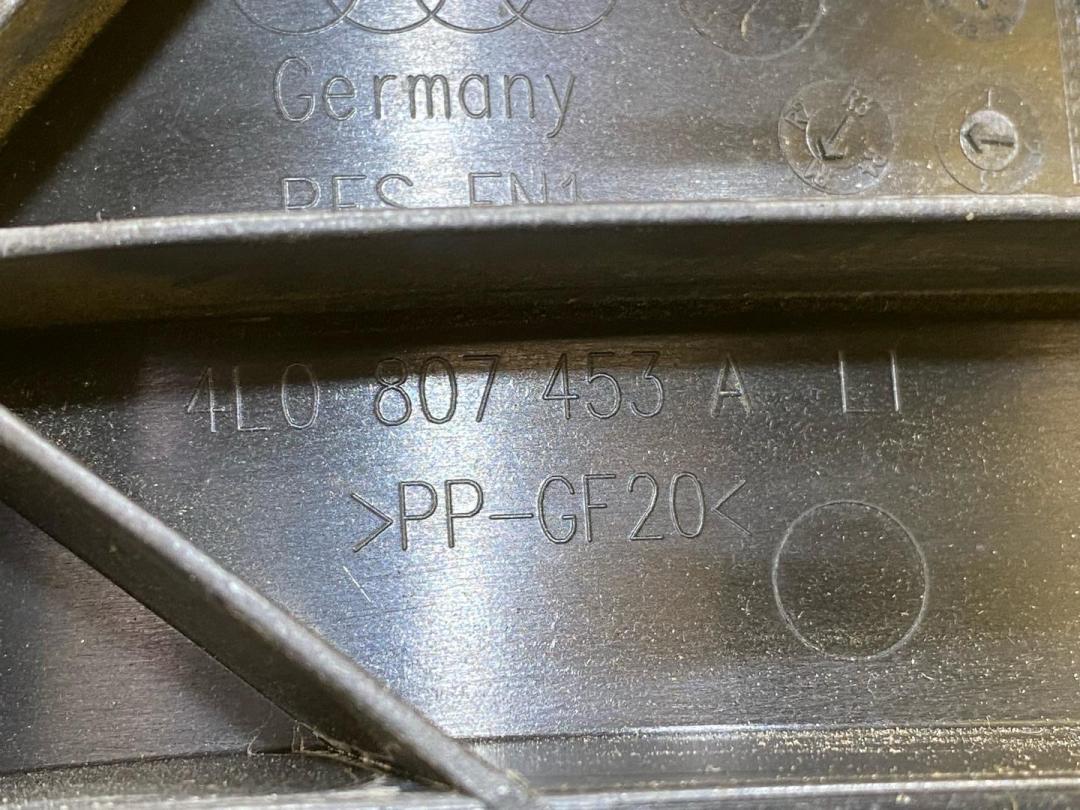 Germany
4L0 807 453 A LI
>PP-GF20<